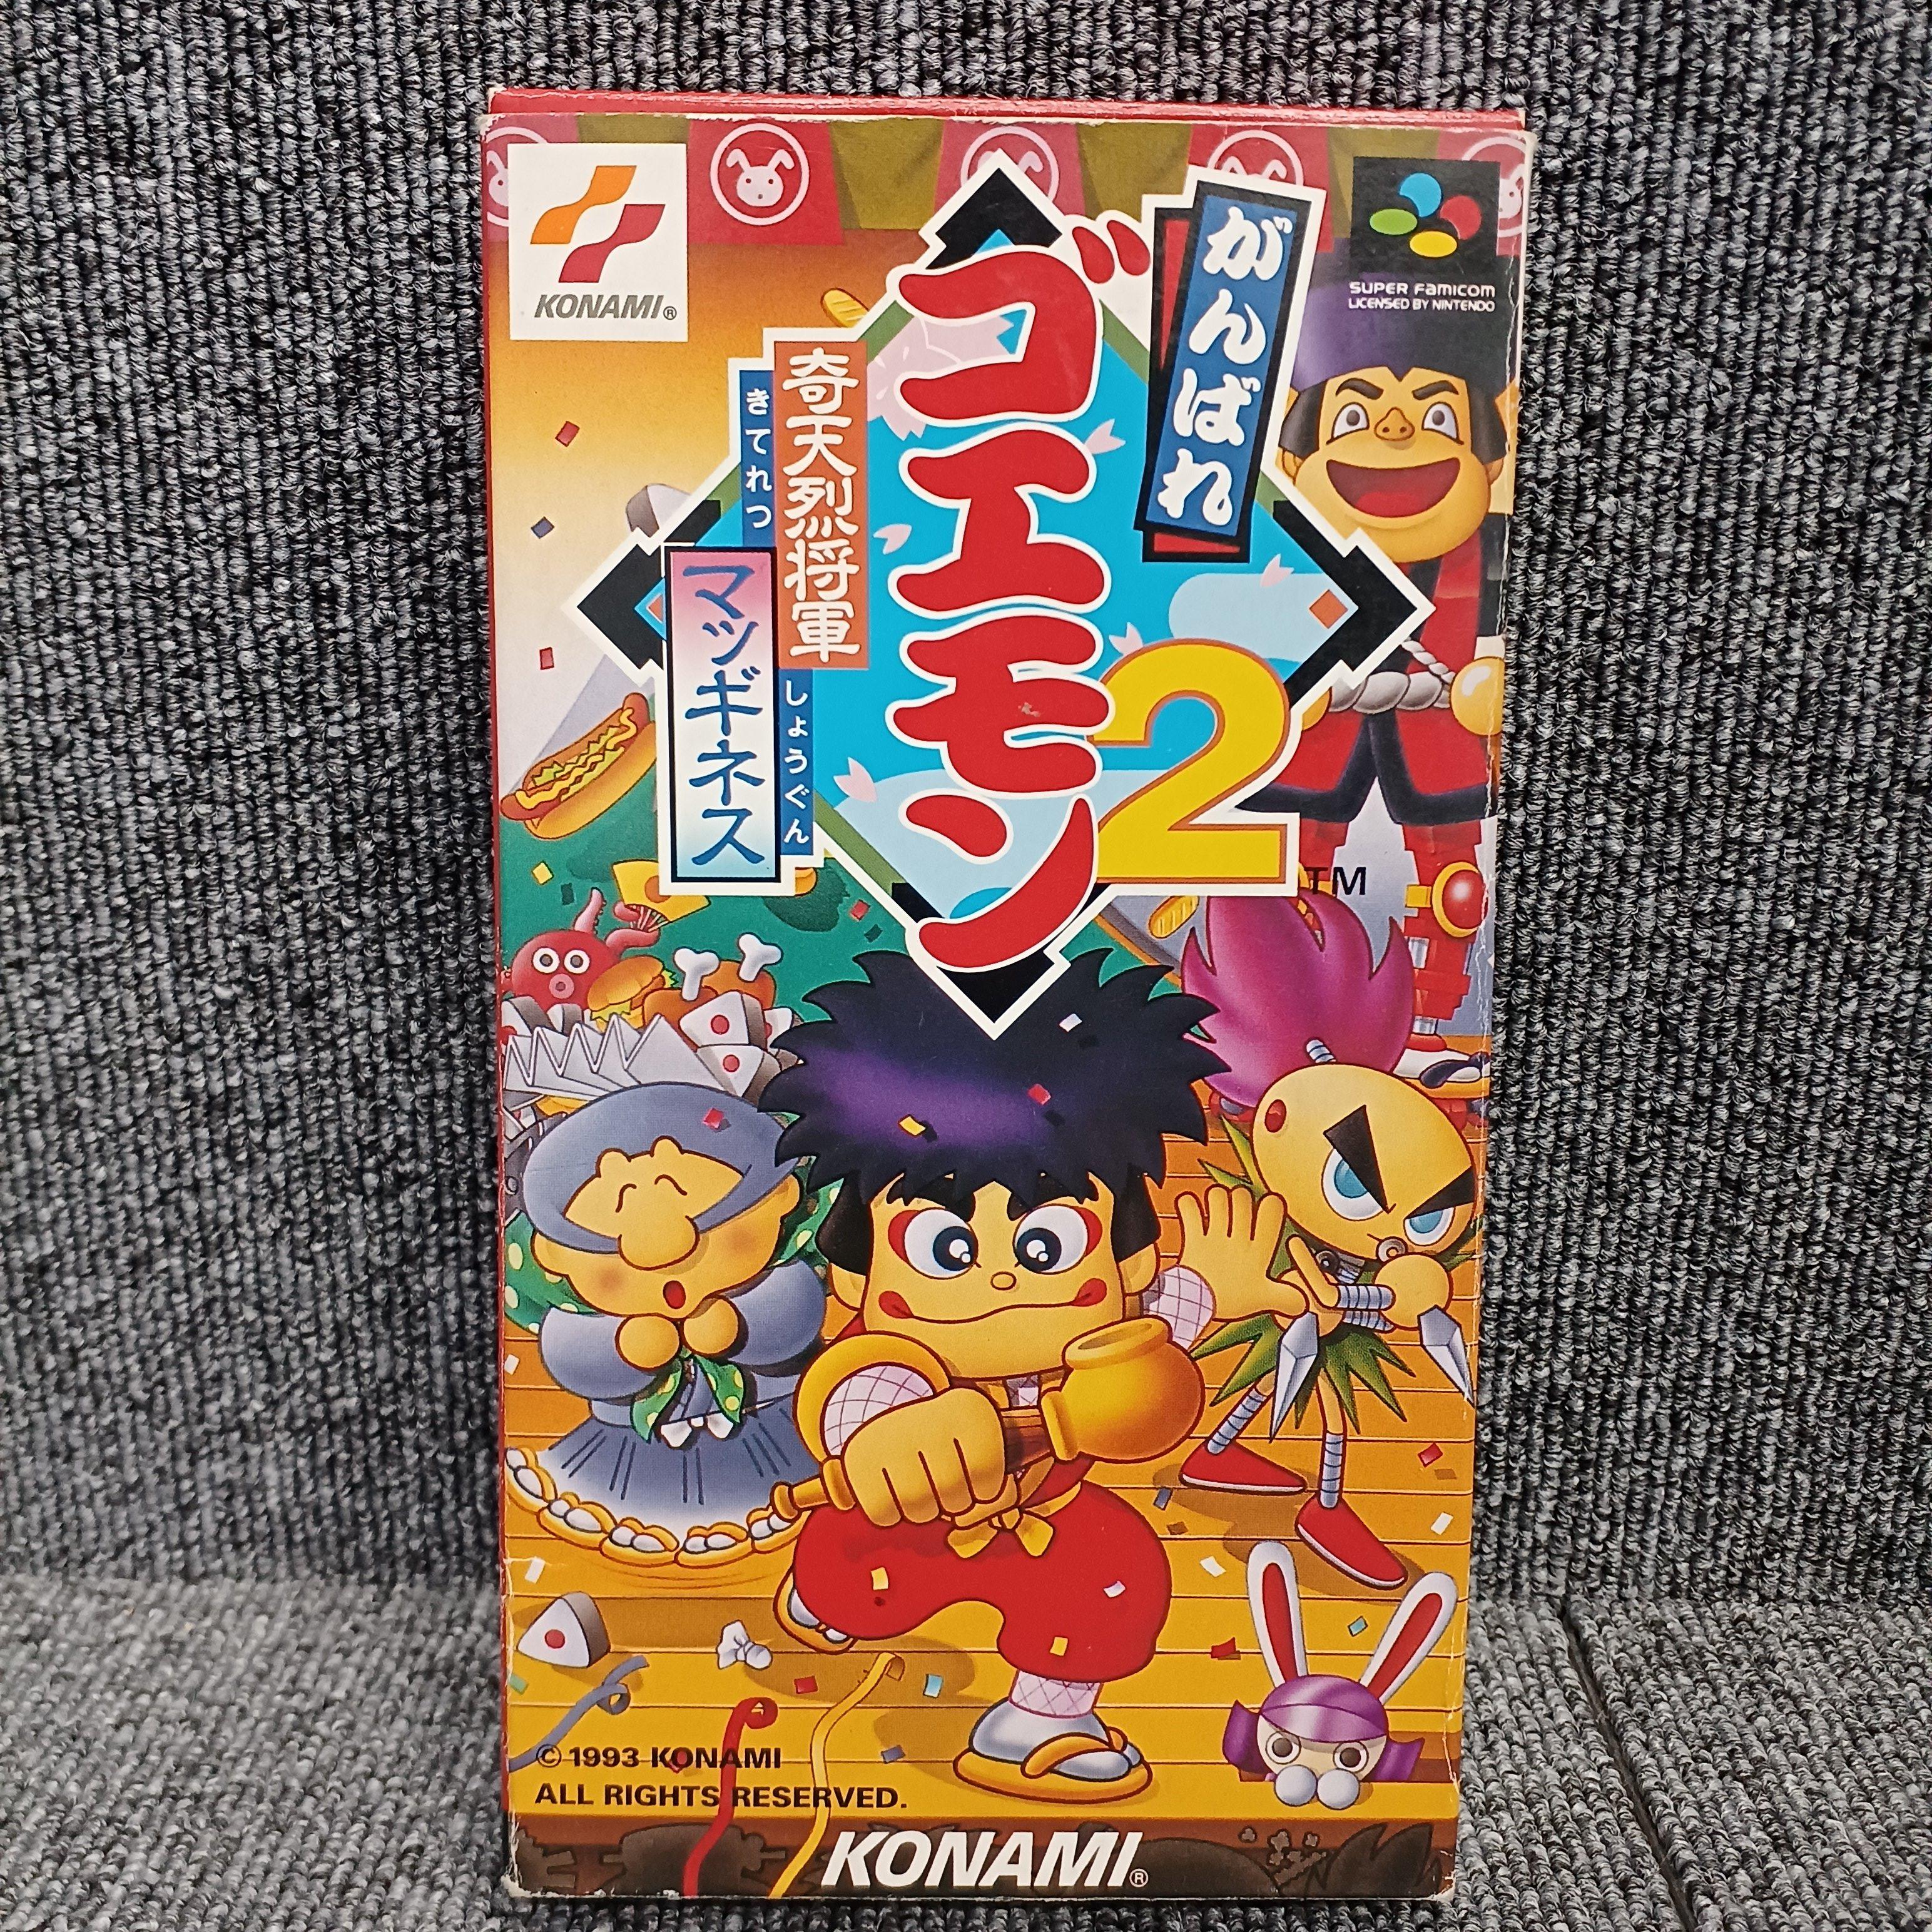 KONAMI®
がんばれ
ゴエモン2
TM
奇天烈将軍
きてれつ
しょうぐん
マッギネス
SUPER FAMICOM
LICENSED BY NINTENDO
© 1993 KONAMI
ALL RIGHTS RESERVED.
KONAMI®